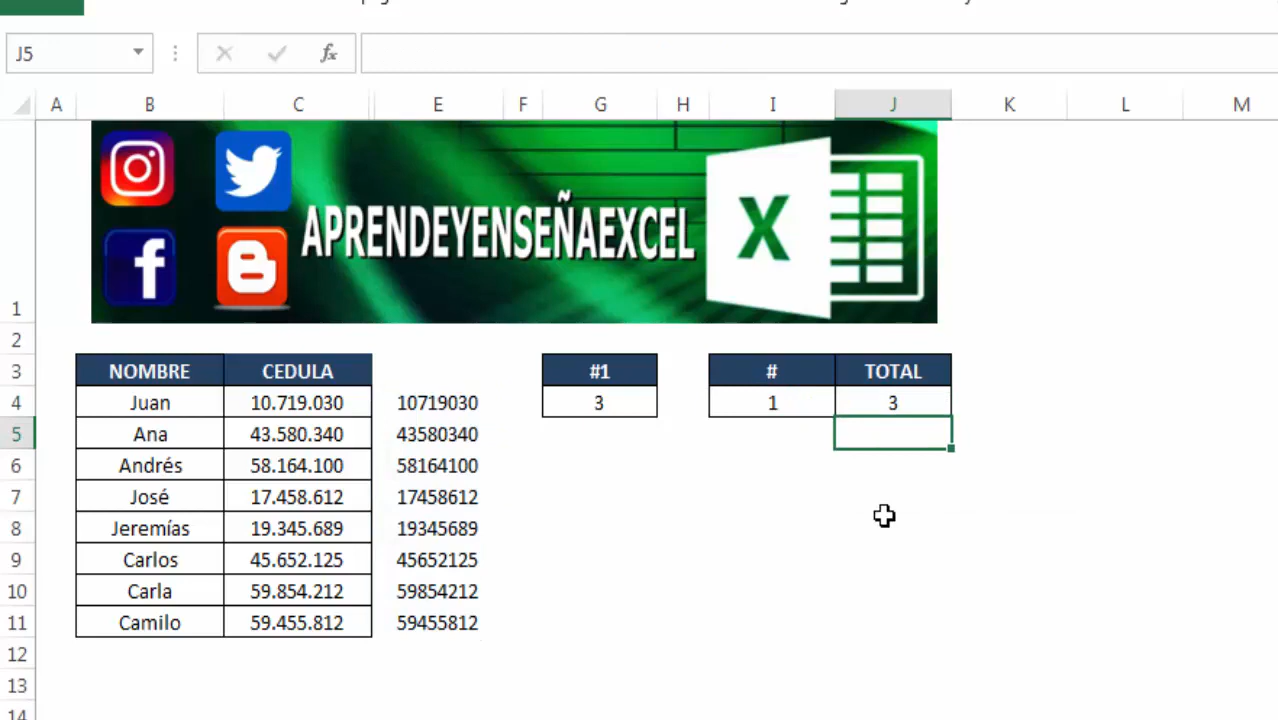 J5 fx
A B C E F G H I J K L M
APRENDEYENSEÑAEXCEL
1
2
3 NOMBRE CEDULA #1 # TOTAL
4 Juan 10.719.030 10719030 3 1 3
5 Ana 43.580.340 43580340
6 Andrés 58.164.100 58164100
7 José 17.458.612 17458612
8 Jeremías 19.345.689 19345689
9 Carlos 45.652.125 45652125
10 Carla 59.854.212 59854212
11 Camilo 59.455.812 59455812
12
13
14